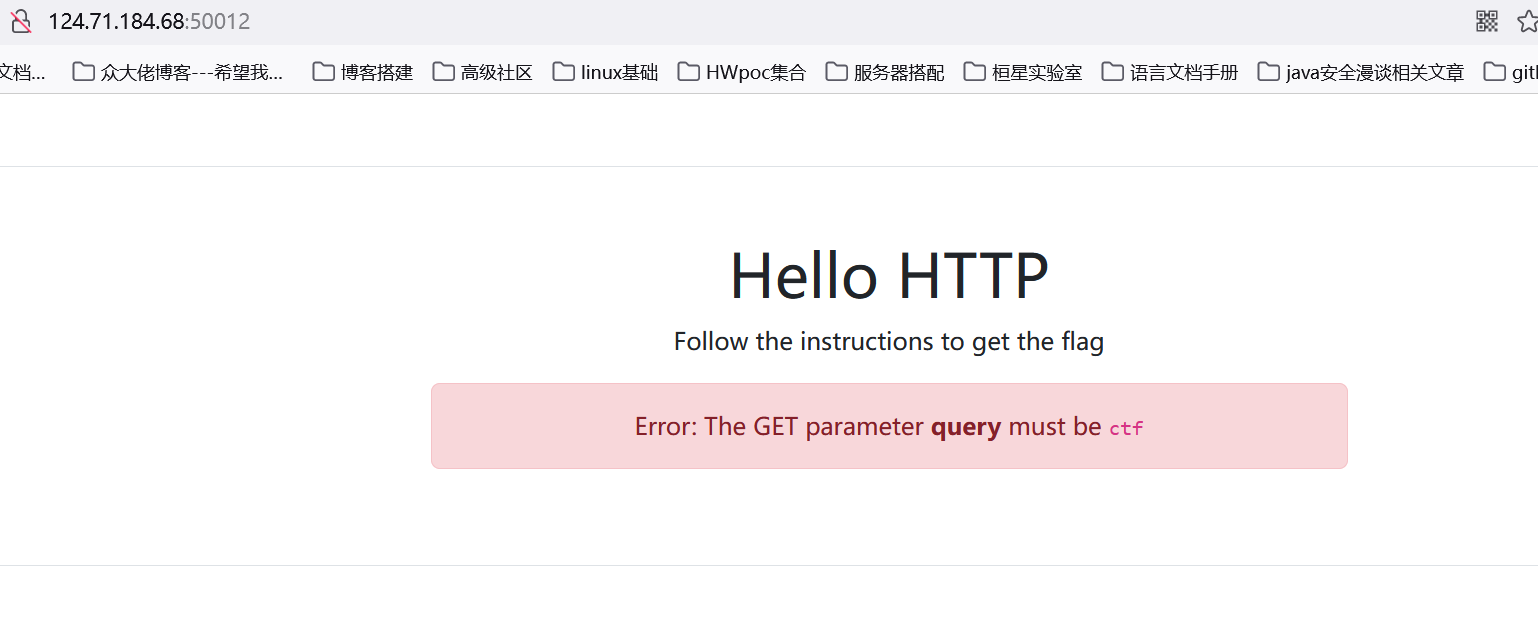 124.71.184.68:50012
文档... 众大佬博客---希望我... 博客搭建 高级社区 linux基础 HWpoc集合 服务器搭配 桓星实验室 语言文档手册 java安全漫谈相关文章
Hello HTTP
Follow the instructions to get the flag
Error: The GET parameter query must be ctf